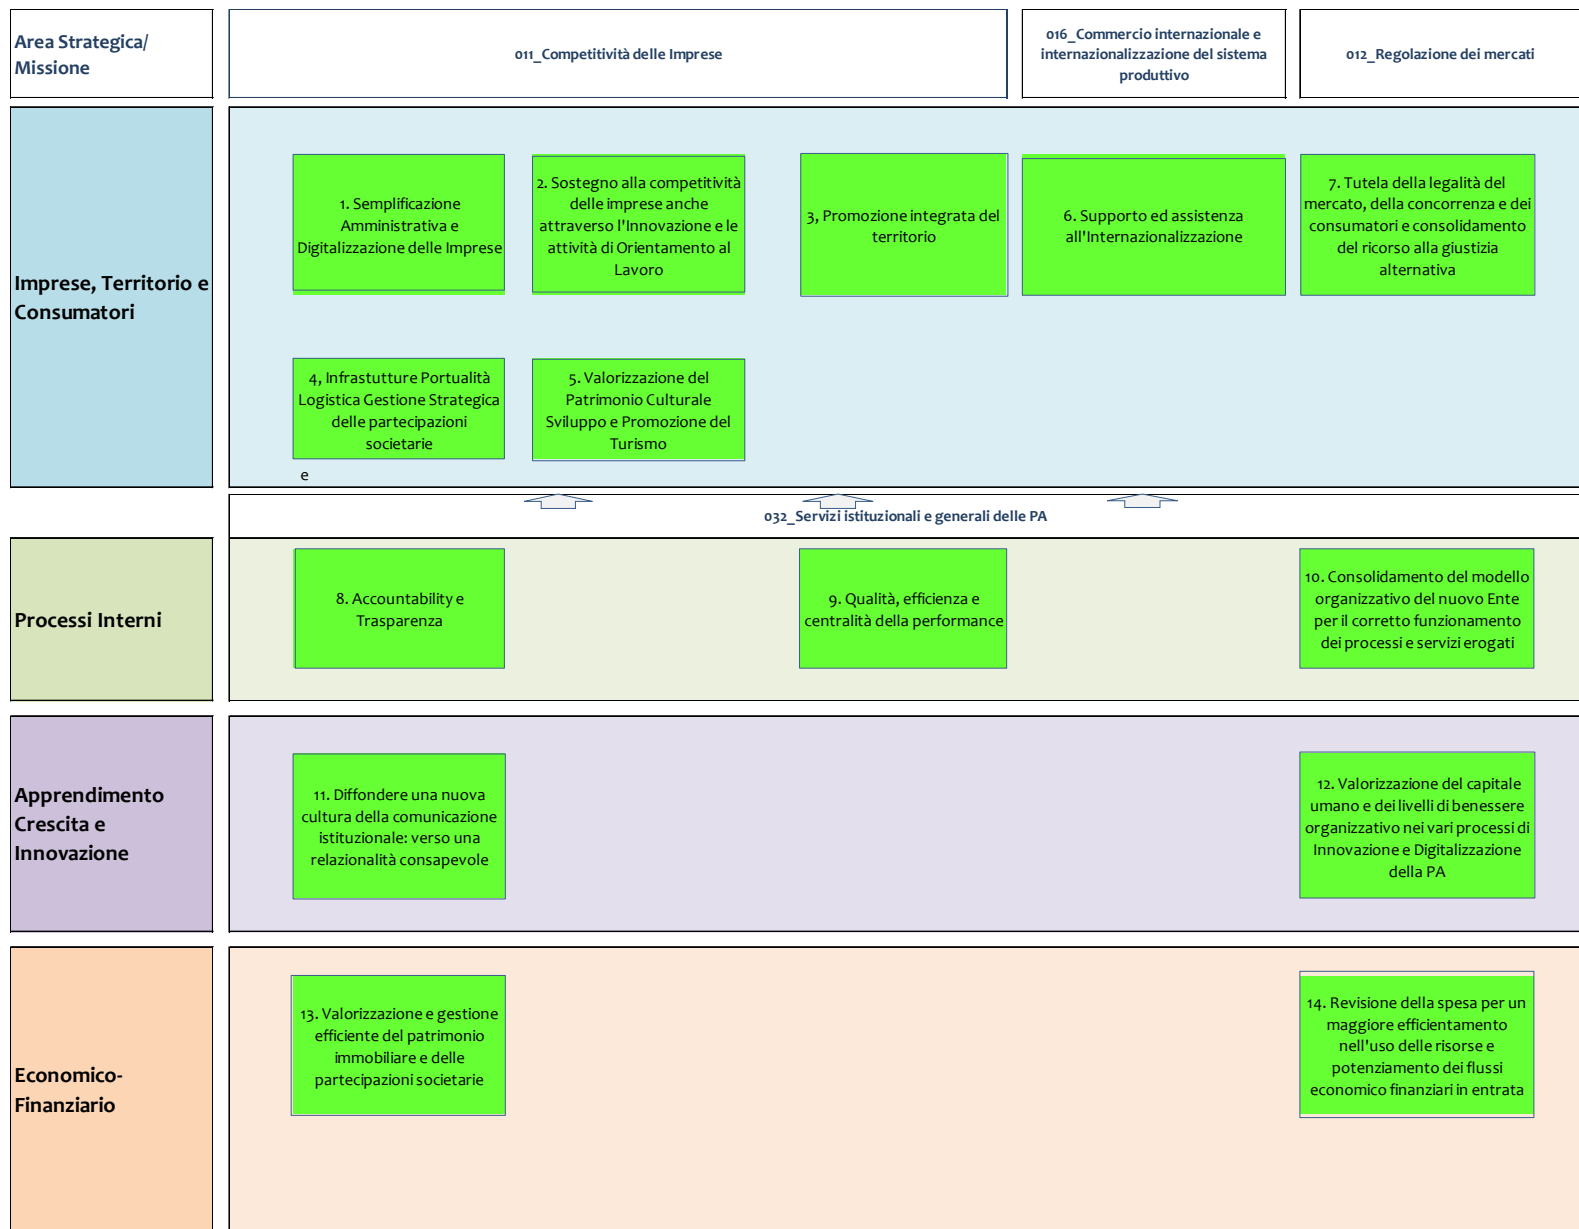 Area Strategica/
Missione
011_Competitività delle Imprese
016_Commercio internazionale e
internazionalizzazione del sistema
produttivo
012_Regolazione dei mercati
Imprese, Territorio e
Consumatori
1. Semplificazione
Amministrativa e
Digitalizzazione delle Imprese
2. Sostegno alla competitività
delle imprese anche
attraverso l'Innovazione e le
attività di Orientamento al
Lavoro
3, Promozione integrata del
territorio
6. Supporto ed assistenza
all'Internazionalizzazione
7. Tutela della legalità del
mercato, della concorrenza e dei
consumatori e consolidamento
del ricorso alla giustizia
alternativa
4, Infrastutture Portualità
Logistica Gestione Strategica
delle partecipazioni
societarie
5. Valorizzazione del
Patrimonio Culturale
Sviluppo e Promozione del
Turismo
e
032_Servizi istituzionali e generali delle PA
Processi Interni
8. Accountability e
Trasparenza
9. Qualità, efficienza e
centralità della performance
10. Consolidamento del modello
organizzativo del nuovo Ente
per il corretto funzionamento
dei processi e servizi erogati
Apprendimento
Crescita e
Innovazione
11. Diffondere una nuova
cultura della comunicazione
istituzionale: verso una
relazionalità consapevole
12. Valorizzazione del capitale
umano e dei livelli di benessere
organizzativo nei vari processi di
Innovazione e Digitalizzazione
della PA
Economico-
Finanziario
13. Valorizzazione e gestione
efficiente del patrimonio
immobiliare e delle
partecipazioni societarie
14. Revisione della spesa per un
maggiore efficientamento
nell'uso delle risorse e
potenziamento dei flussi
economico finanziari in entrata